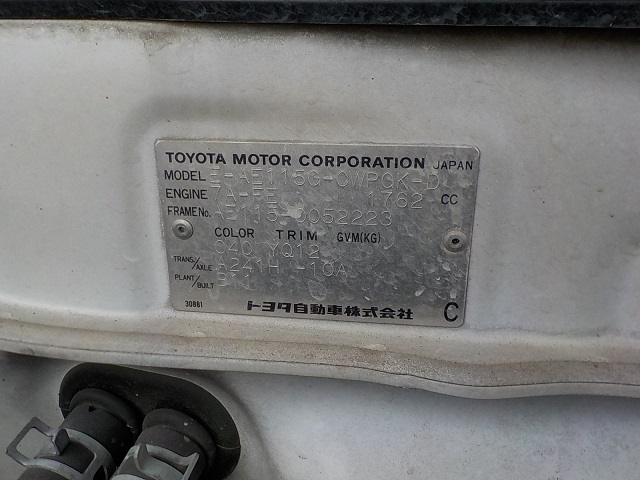 TOYOTA MOTOR CORPORATION JAPAN
MODEL E-AE115G-CWPGK-D
ENGINE 7A-FE 1762 CC
FRAME No. AE115-0052223
COLOR TRIM GVM(KG)
040 YQ12
TRANS./AXLE A241H -10A
PLANT/BUILT
30881 トヨタ自動車株式会社 C